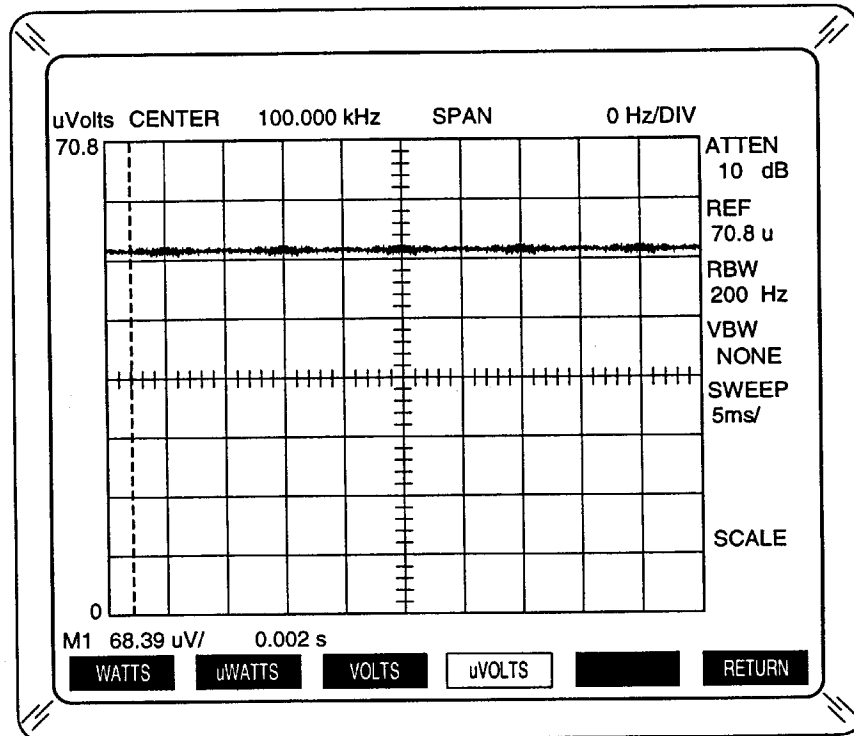 uVolts CENTER 100.000 kHz SPAN 0 Hz/DIV
70.8
ATTEN
10 dB
REF
70.8 u
RBW
200 Hz
VBW
NONE
SWEEP
5ms/
SCALE
0
M1 68.39 uV/ 0.002 s
WATTS uWATTS VOLTS uVOLTS RETURN